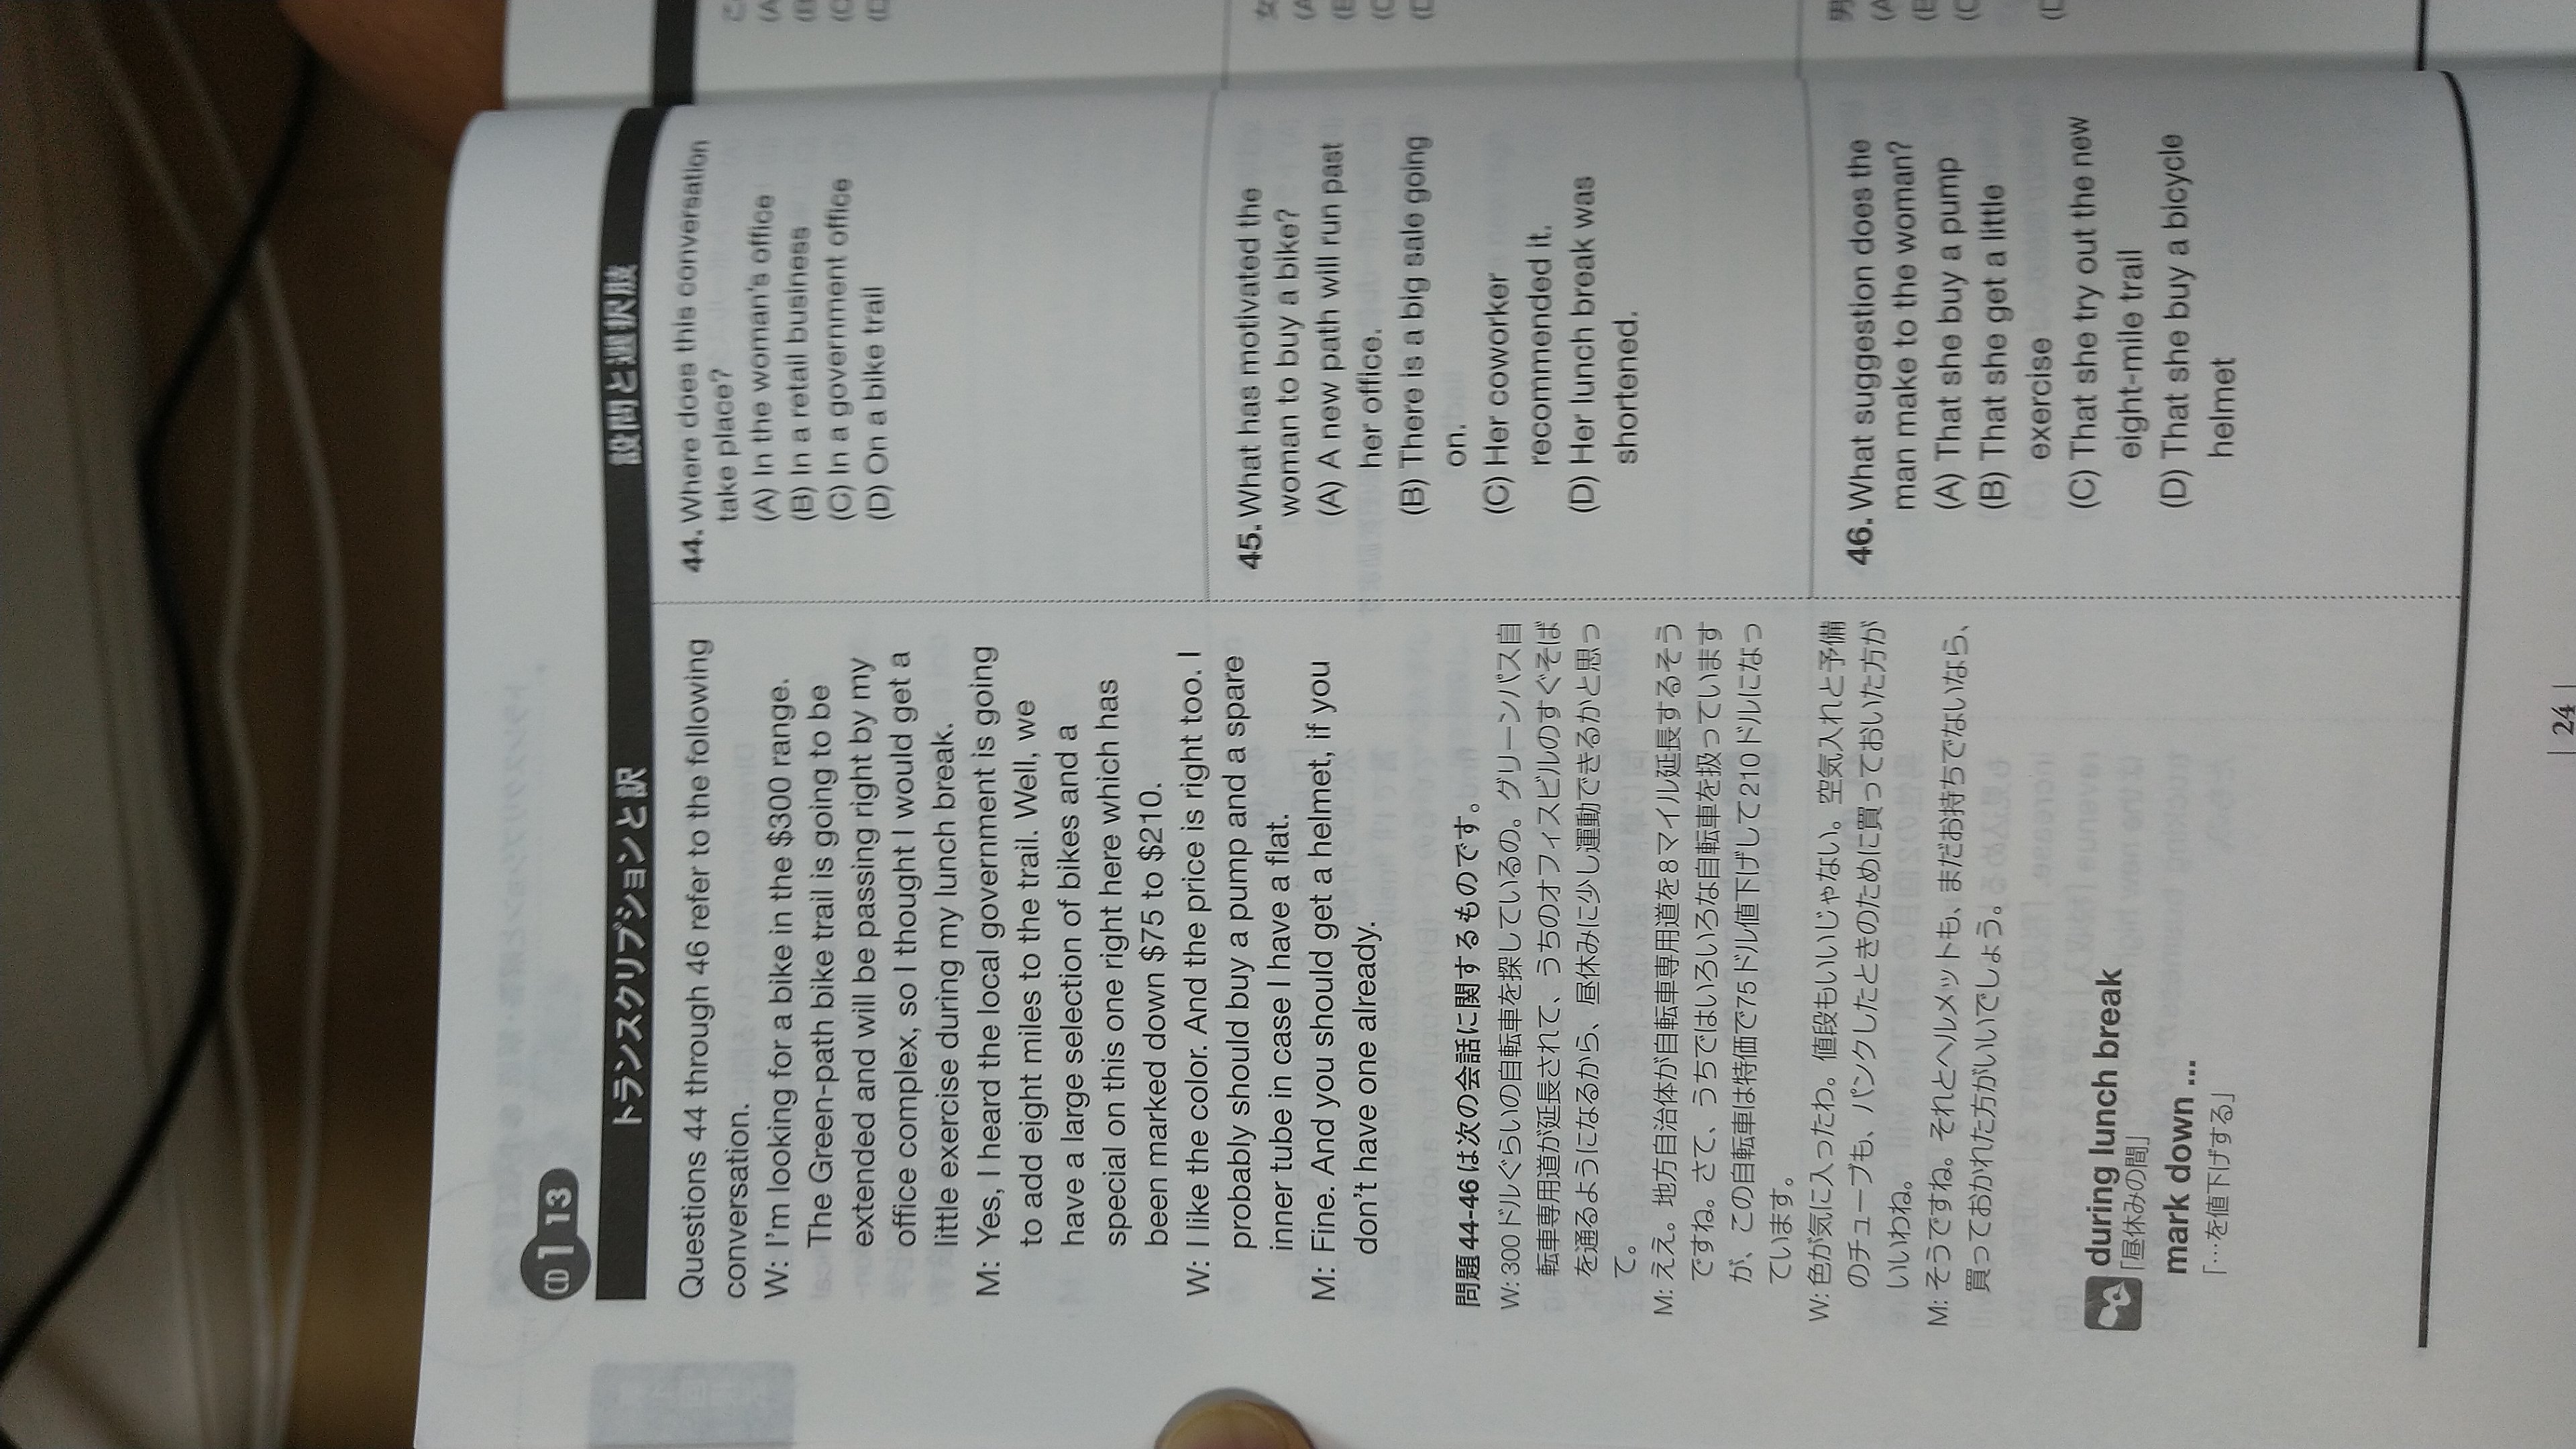 CD 1 13
トランスクリプションと訳
Questions 44 through 46 refer to the following
conversation.
W: I'm looking for a bike in the $300 range.
The Green-path bike trail is going to be
extended and will be passing right by my
office complex, so I thought I would get a
little exercise during my lunch break.
M: Yes, I heard the local government is going
to add eight miles to the trail. Well, we
have a large selection of bikes and a
special on this one right here which has
been marked down $75 to $210.
W: I like the color. And the price is right too. I
probably should buy a pump and a spare
inner tube in case I have a flat.
M: Fine. And you should get a helmet, if you
don't have one already.
問題44-46は次の会話に関するものです。
W: 300ドルぐらいの自転車を探しているの。グリーンパス自
転車専用道が延長されて、うちのオフィスビルのすぐそば
を通るようになるから、昼休みに少し運動できるかと思っ
て。
M: ええ。地方自治体が自転車専用道を8マイル延長するそう
ですね。さて、うちではいろいろな自転車を扱っています
が、この自転車は特価で75ドル値下げして210ドルになっ
ています。
W: 色が気に入ったわ。値段もいいじゃない。空気入れと予備
のチューブも、パンクしたときのために買っておいた方が
いいわね。
M: そうですね。それとヘルメットも、まだお持ちでないなら、
買っておかれた方がいいでしょう。
during lunch break
「昼休みの間」
mark down ...
「…を値下げする」
設問と選択肢
44. Where does this conversation
take place?
(A) In the woman's office
(B) In a retail business
(C) In a government office
(D) On a bike trail
45. What has motivated the
woman to buy a bike?
(A) A new path will run past
her office.
(B) There is a big sale going
on.
(C) Her coworker
recommended it.
(D) Her lunch break was
shortened.
46. What suggestion does the
man make to the woman?
(A) That she buy a pump
(B) That she get a little
exercise
(C) That she try out the new
eight-mile trail
(D) That she buy a bicycle
helmet
| 24 |